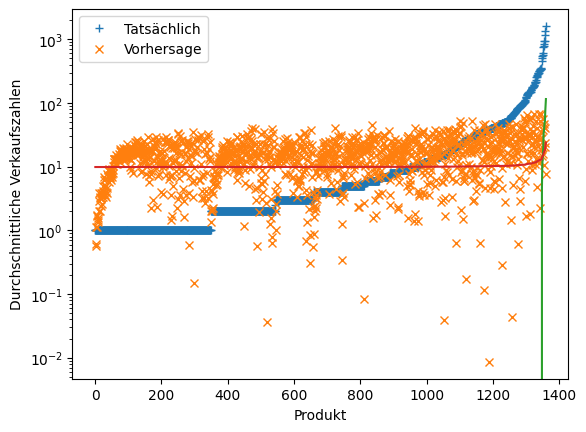 Tatsächlich
Vorhersage
Durchschnittliche Verkaufszahlen
10³
10²
10¹
10⁰
10⁻¹
10⁻²
0 200 400 600 800 1000 1200 1400
Produkt